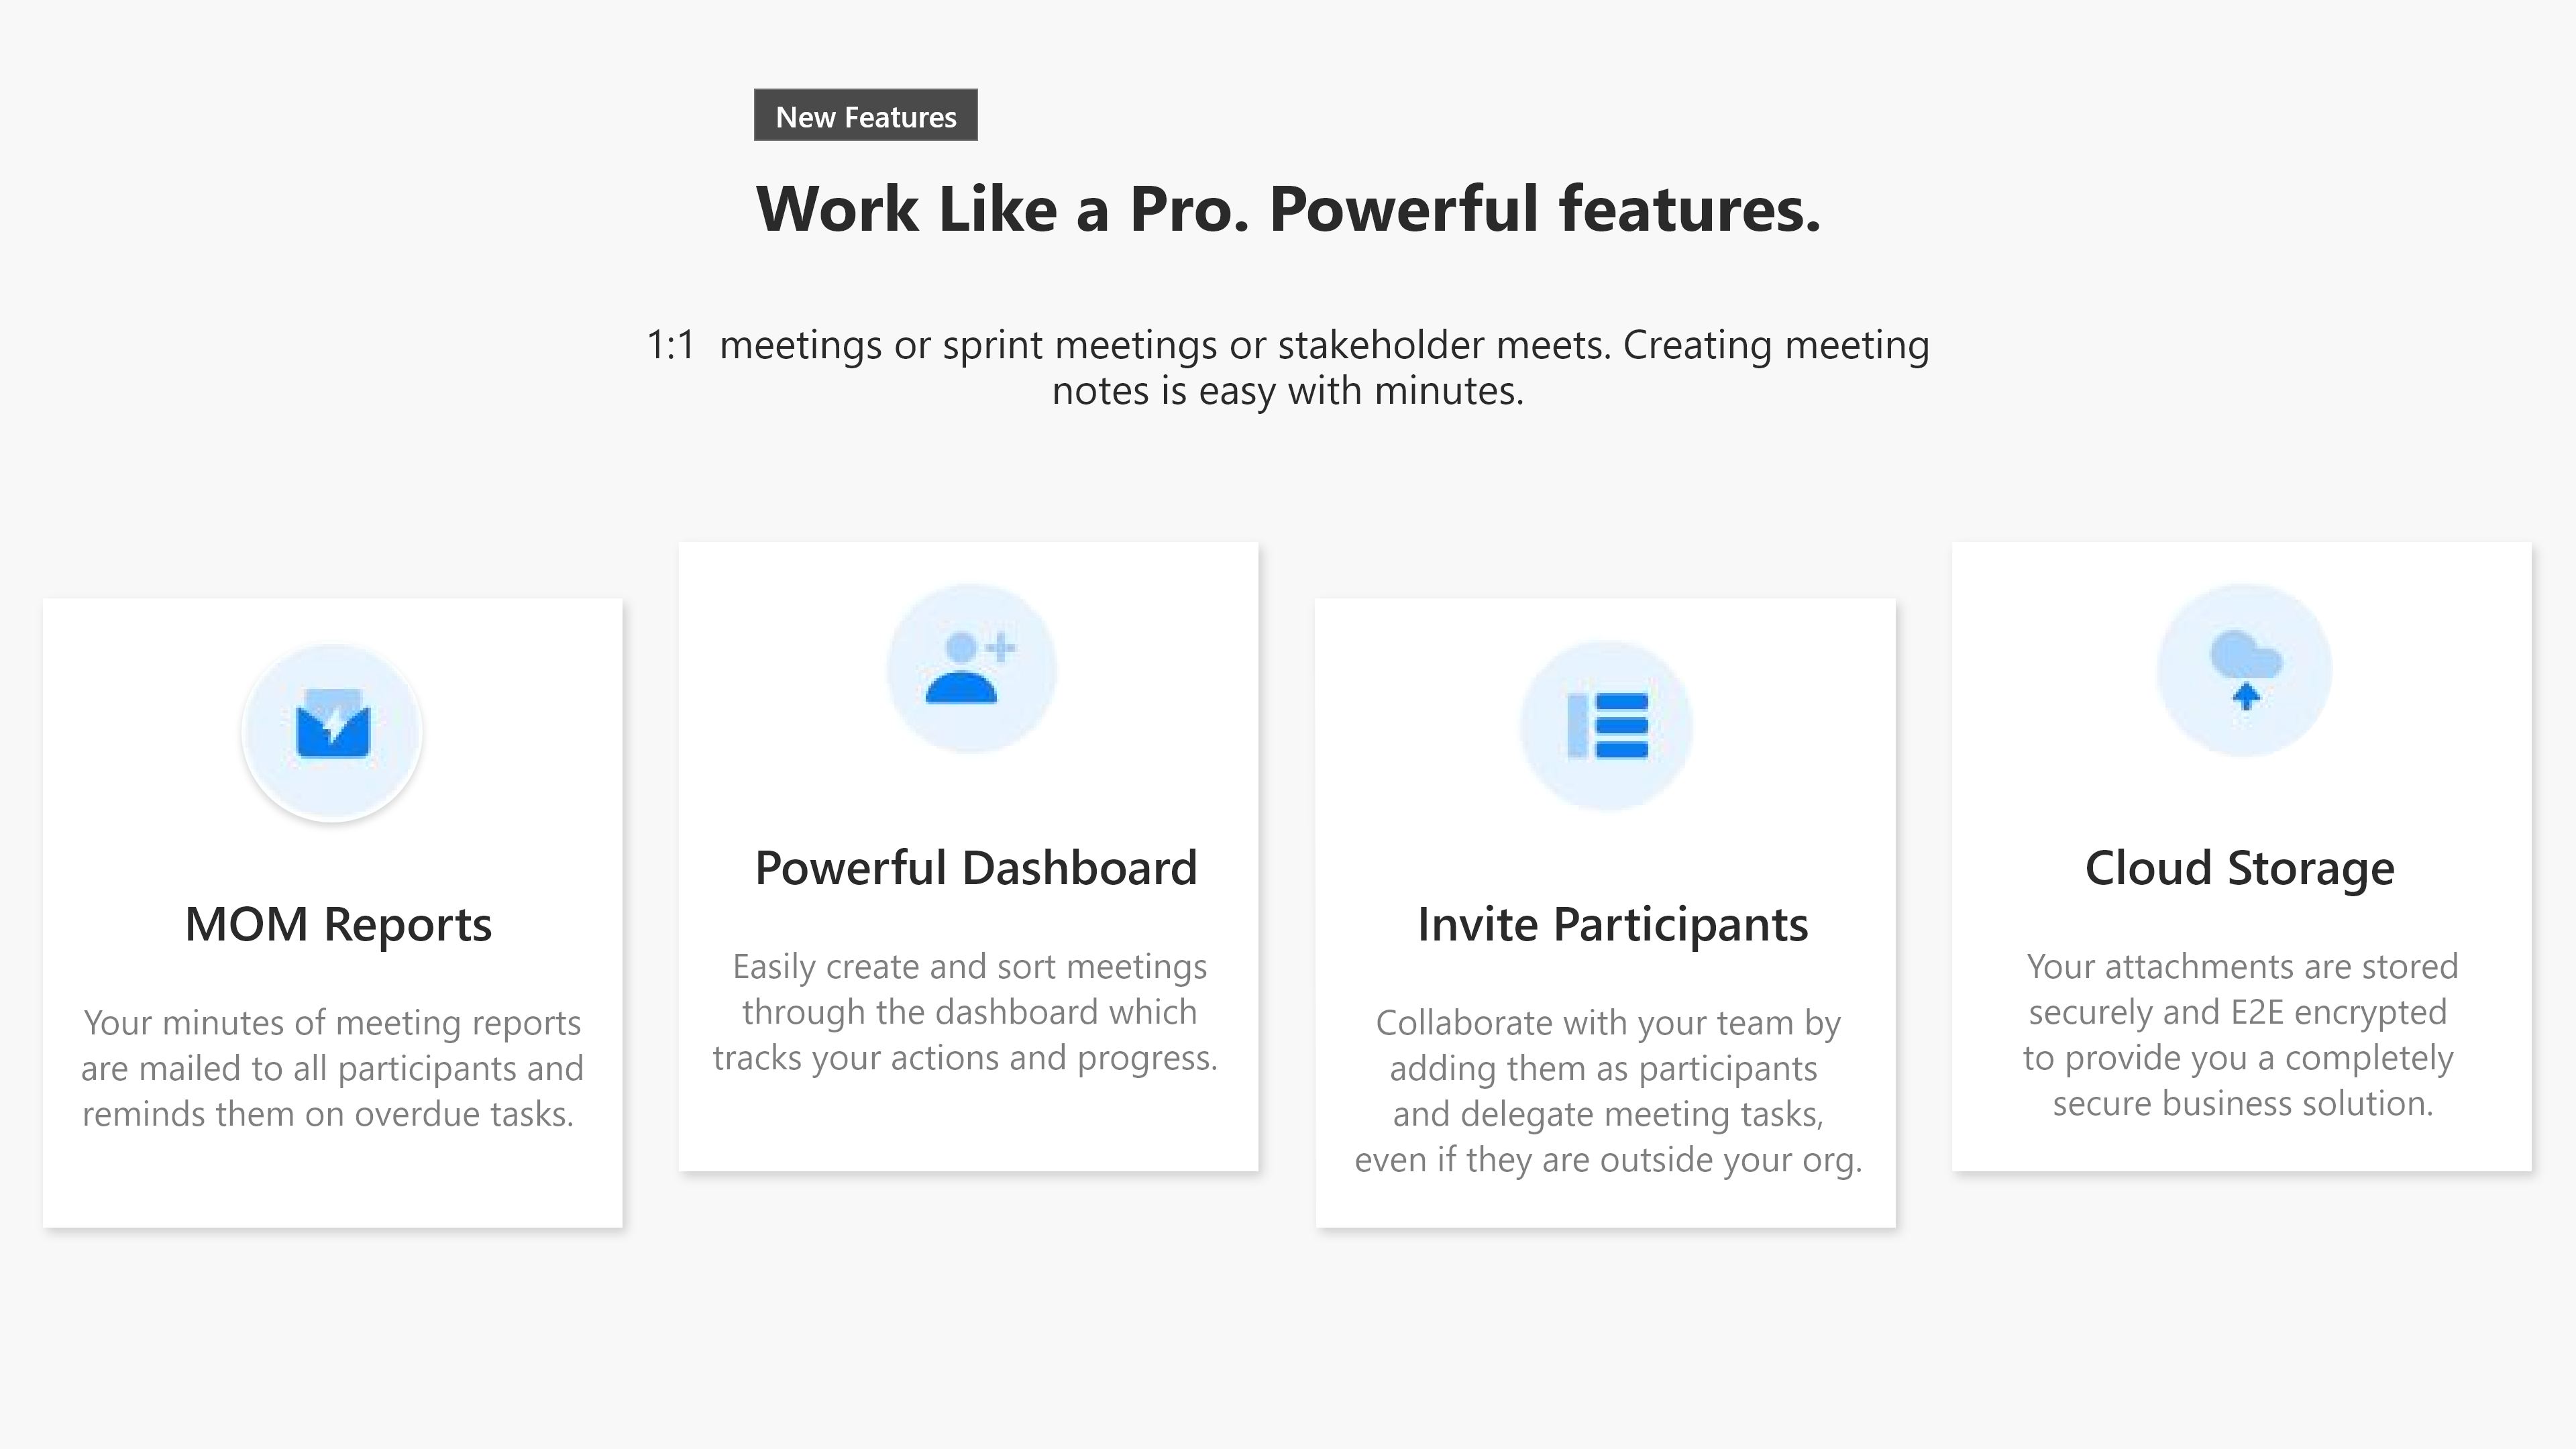 New Features
Work Like a Pro. Powerful features.
1:1  meetings or sprint meetings or stakeholder meets. Creating meeting
notes is easy with minutes.
MOM Reports
Your minutes of meeting reports
are mailed to all participants and
reminds them on overdue tasks.
Powerful Dashboard
Easily create and sort meetings
through the dashboard which
tracks your actions and progress.
Invite Participants
Collaborate with your team by
adding them as participants
and delegate meeting tasks,
even if they are outside your org.
Cloud Storage
Your attachments are stored
securely and E2E encrypted
to provide you a completely
secure business solution.